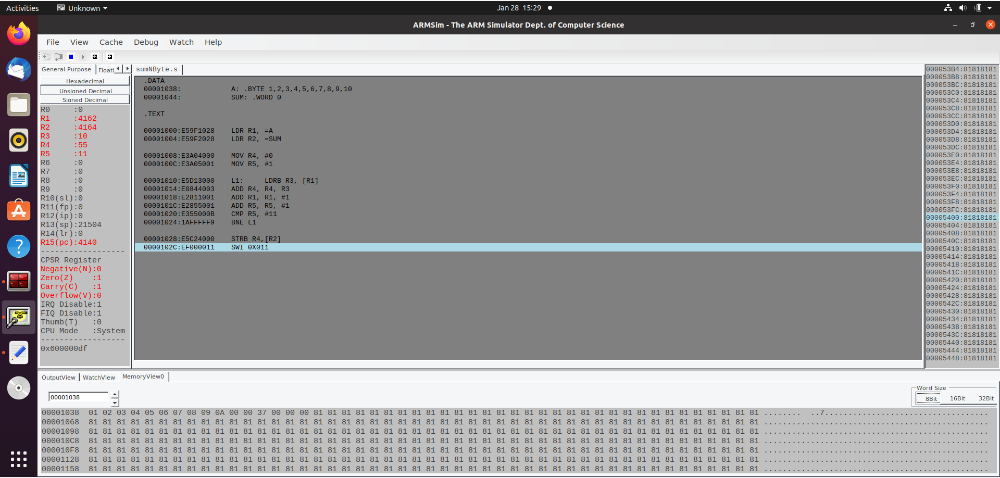 Activities
Unknown
Jan 28 15:29
ARMSim - The ARM Simulator Dept. of Computer Science
File View Cache Debug Watch Help
General Purpose Floati
sumNByte.s
Hexadecimal
Unsigned Decimal
Signed Decimal
R0 :0
R1 :4162
R2 :4164
R3 :10
R4 :55
R5 :11
R6 :0
R7 :0
R8 :0
R9 :0
R10(sl):0
R11(fp):0
R12(ip):0
R13(sp):21504
R14(lr):0
R15(pc):4140
------------------
CPSR Register
Negative(N):0
Zero(Z) :1
Carry(C) :1
Overflow(V):0
IRQ Disable:1
FIQ Disable:1
Thumb(T) :0
CPU Mode :System
------------------
0x600000df
.DATA
00001038: A: .BYTE 1,2,3,4,5,6,7,8,9,10
00001044: SUM: .WORD 0
.TEXT
00001000:E59F1028 LDR R1, =A
00001004:E59F2028 LDR R2, =SUM
00001008:E3A04000 MOV R4, #0
0000100C:E3A05001 MOV R5, #1
00001010:E5D13000 L1: LDRB R3, [R1]
00001014:E0844003 ADD R4, R4, R3
00001018:E2811001 ADD R1, R1, #1
0000101C:E2855001 ADD R5, R5, #1
00001020:E355000B CMP R5, #11
00001024:1AFFFFF9 BNE L1
00001028:E5C24000 STRB R4,[R2]
0000102C:EF000011 SWI 0X011
000053B4:81818181
000053B8:81818181
000053BC:81818181
000053C0:81818181
000053C4:81818181
000053C8:81818181
000053CC:81818181
000053D0:81818181
000053D4:81818181
000053D8:81818181
000053DC:81818181
000053E0:81818181
000053E4:81818181
000053E8:81818181
000053EC:81818181
000053F0:81818181
000053F4:81818181
000053F8:81818181
000053FC:81818181
00005400:81818181
00005404:81818181
00005408:81818181
0000540C:81818181
00005410:81818181
00005414:81818181
00005418:81818181
0000541C:81818181
00005420:81818181
00005424:81818181
00005428:81818181
0000542C:81818181
00005430:81818181
00005434:81818181
00005438:81818181
0000543C:81818181
00005440:81818181
00005444:81818181
00005448:81818181
OutputView WatchView MemoryView0
00001038
Word Size
8Bit 16Bit 32Bit
00001038 01 02 03 04 05 06 07 08 09 0A 00 00 37 00 00 00 81 81 81 81 81 81 81 81 81 81 81 81 81 81 81 81 81 81 81 81 81 81 81 81 81 81 81 81 81 81 81 81 ........ ..7...................................
00001068 81 81 81 81 81 81 81 81 81 81 81 81 81 81 81 81 81 81 81 81 81 81 81 81 81 81 81 81 81 81 81 81 81 81 81 81 81 81 81 81 81 81 81 81 81 81 81 81 ................................................
00001098 81 81 81 81 81 81 81 81 81 81 81 81 81 81 81 81 81 81 81 81 81 81 81 81 81 81 81 81 81 81 81 81 81 81 81 81 81 81 81 81 81 81 81 81 81 81 81 81 ................................................
000010C8 81 81 81 81 81 81 81 81 81 81 81 81 81 81 81 81 81 81 81 81 81 81 81 81 81 81 81 81 81 81 81 81 81 81 81 81 81 81 81 81 81 81 81 81 81 81 81 81 ................................................
000010F8 81 81 81 81 81 81 81 81 81 81 81 81 81 81 81 81 81 81 81 81 81 81 81 81 81 81 81 81 81 81 81 81 81 81 81 81 81 81 81 81 81 81 81 81 81 81 81 81 ................................................
00001128 81 81 81 81 81 81 81 81 81 81 81 81 81 81 81 81 81 81 81 81 81 81 81 81 81 81 81 81 81 81 81 81 81 81 81 81 81 81 81 81 81 81 81 81 81 81 81 81 ................................................
00001158 81 81 81 81 81 81 81 81 81 81 81 81 81 81 81 81 81 81 81 81 81 81 81 81 81 81 81 81 81 81 81 81 81 81 81 81 81 81 81 81 81 81 81 81 81 81 81 81 ................................................